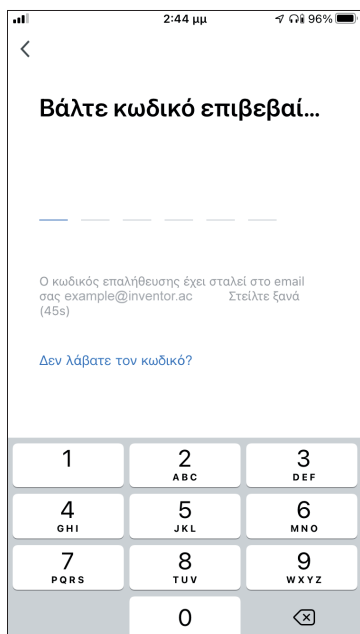 2:44 μμ
96%
Βάλτε κωδικό επιβεβαί...
Ο κωδικός επαλήθευσης έχει σταλεί στο email
σας example@inventor.ac Στείλτε ξανά
(45s)
Δεν λάβατε τον κωδικό?
1 2 3
ABC DEF
4 5 6
GHI JKL MNO
7 8 9
PQRS TUV WXYZ
0